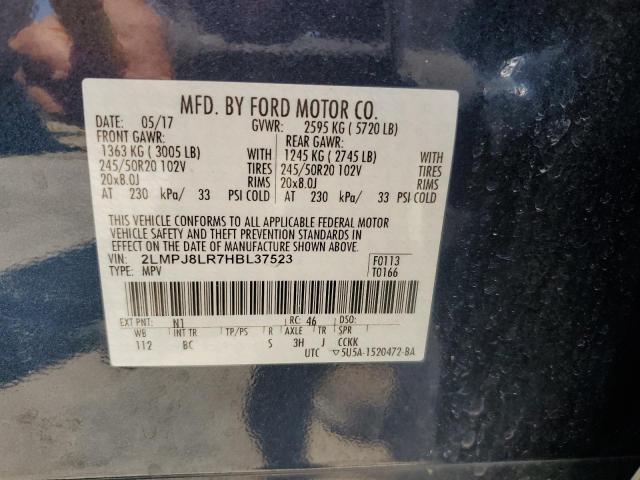 MFD. BY FORD MOTOR CO.
DATE: 05/17 GVWR: 2595 KG ( 5720 LB)
FRONT GAWR: REAR GAWR:
1363 KG ( 3005 LB) WITH 1245 KG ( 2745 LB) WITH
245/50R20 102V TIRES 245/50R20 102V TIRES
20x8.0J RIMS 20x8.0J RIMS
AT 230 kPa/ 33 PSI COLD AT 230 kPa/ 33 PSI COLD
THIS VEHICLE CONFORMS TO ALL APPLICABLE FEDERAL MOTOR
VEHICLE SAFETY AND THEFT PREVENTION STANDARDS IN
EFFECT ON THE DATE OF MANUFACTURE SHOWN ABOVE.
VIN: 2LMPJ8LR7HBL37523 F0113
TYPE: MPV T0166
EXT PNT: N1 RC: 46 DSO:
WB INT TR TP/PS R AXLE TR SPR
112 BC S 3H J CCKK
UTC ▽5U5A-1520472-BA